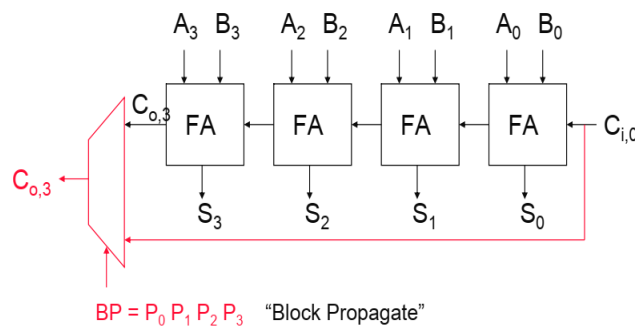 A₃ B₃ A₂ B₂ A₁ B₁ A₀ B₀
C₀,₃ FA FA FA FA Cᵢ,₀
Cₒ,₃
S₃ S₂ S₁ S₀
BP = P₀ P₁ P₂ P₃ “Block Propagate”